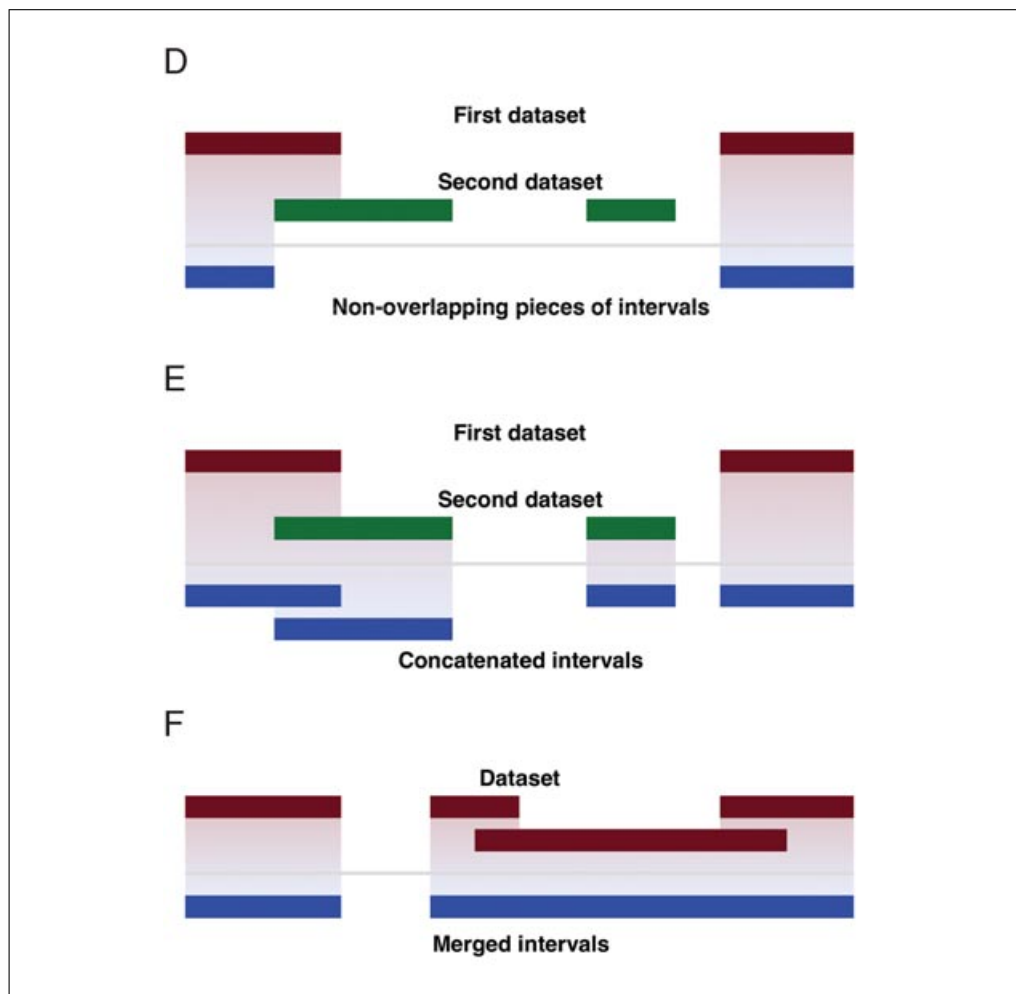 D
First dataset
Second dataset
Non-overlapping pieces of intervals
E
First dataset
Second dataset
Concatenated intervals
F
Dataset
Merged intervals